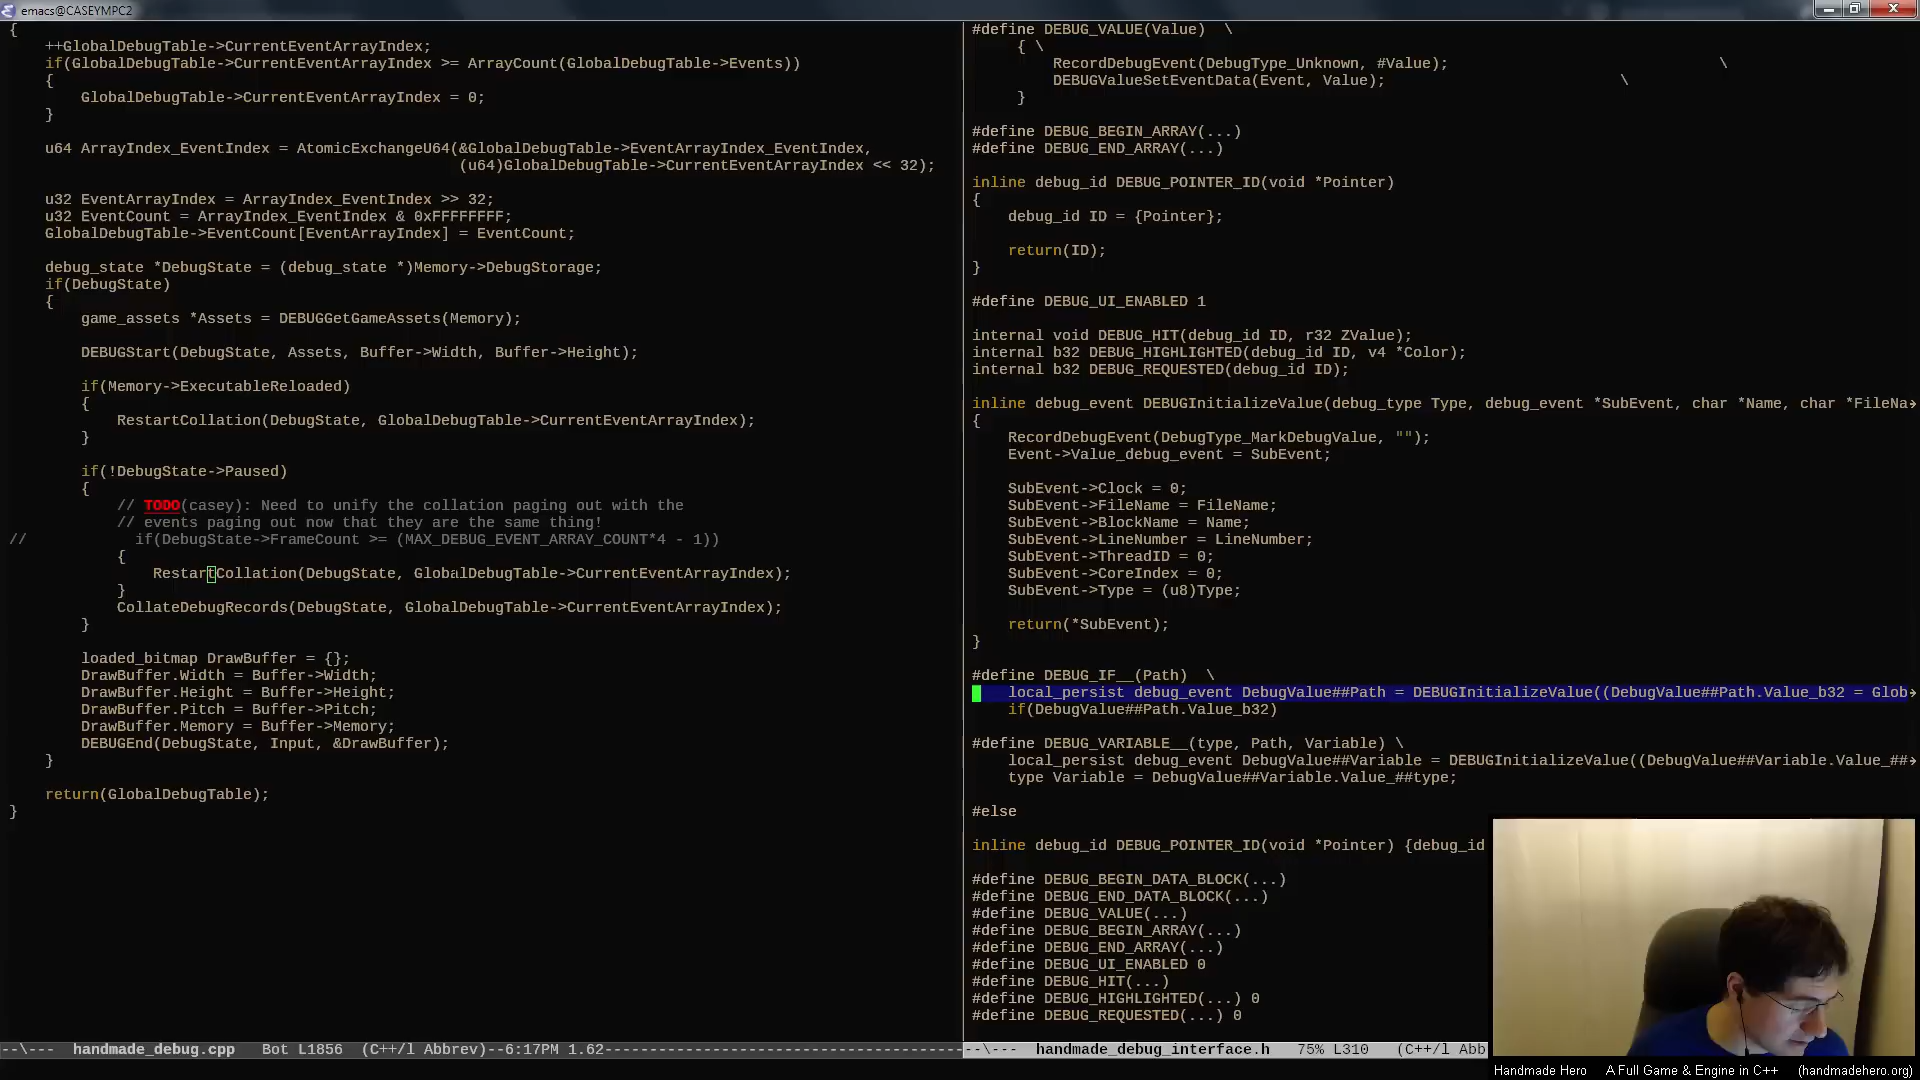 emacs@CASEYMPC2
{
    ++GlobalDebugTable->CurrentEventArrayIndex;
    if(GlobalDebugTable->CurrentEventArrayIndex >= ArrayCount(GlobalDebugTable->Events))
    {
        GlobalDebugTable->CurrentEventArrayIndex = 0;
    }
    u64 ArrayIndex_EventIndex = AtomicExchangeU64(&GlobalDebugTable->EventArrayIndex_EventIndex,
                                                  (u64)GlobalDebugTable->CurrentEventArrayIndex << 32);
    u32 EventArrayIndex = ArrayIndex_EventIndex >> 32;
    u32 EventCount = ArrayIndex_EventIndex & 0xFFFFFFFF;
    GlobalDebugTable->EventCount[EventArrayIndex] = EventCount;
    debug_state *DebugState = (debug_state *)Memory->DebugStorage;
    if(DebugState)
    {
        game_assets *Assets = DEBUGGetGameAssets(Memory);
        DEBUGStart(DebugState, Assets, Buffer->Width, Buffer->Height);
        if(Memory->ExecutableReloaded)
        {
            RestartCollation(DebugState, GlobalDebugTable->CurrentEventArrayIndex);
        }
        if(!DebugState->Paused)
        {
            // TODO(casey): Need to unify the collation paging out with the
            // events paging out now that they are the same thing!
//            if(DebugState->FrameCount >= (MAX_DEBUG_EVENT_ARRAY_COUNT*4 - 1))
            {
                RestartCollation(DebugState, GlobalDebugTable->CurrentEventArrayIndex);
            }
            CollateDebugRecords(DebugState, GlobalDebugTable->CurrentEventArrayIndex);
        }
        loaded_bitmap DrawBuffer = {};
        DrawBuffer.Width = Buffer->Width;
        DrawBuffer.Height = Buffer->Height;
        DrawBuffer.Pitch = Buffer->Pitch;
        DrawBuffer.Memory = Buffer->Memory;
        DEBUGEnd(DebugState, Input, &DrawBuffer);
    }
    return(GlobalDebugTable);
}
--\---  handmade_debug.cpp   Bot L1856  (C++/l Abbrev)--6:17PM 1.62----------------------------------------
#define DEBUG_VALUE(Value)  \
     { \
         RecordDebugEvent(DebugType_Unknown, #Value);                              \
         DEBUGValueSetEventData(Event, Value);                          \
     }
#define DEBUG_BEGIN_ARRAY(...)
#define DEBUG_END_ARRAY(...)
inline debug_id DEBUG_POINTER_ID(void *Pointer)
{
    debug_id ID = {Pointer};
    return(ID);
}
#define DEBUG_UI_ENABLED 1
internal void DEBUG_HIT(debug_id ID, r32 ZValue);
internal b32 DEBUG_HIGHLIGHTED(debug_id ID, v4 *Color);
internal b32 DEBUG_REQUESTED(debug_id ID);
inline debug_event DEBUGInitializeValue(debug_type Type, debug_event *SubEvent, char *Name, char *FileNa
{
    RecordDebugEvent(DebugType_MarkDebugValue, "");
    Event->Value_debug_event = SubEvent;
    SubEvent->Clock = 0;
    SubEvent->FileName = FileName;
    SubEvent->BlockName = Name;
    SubEvent->LineNumber = LineNumber;
    SubEvent->ThreadID = 0;
    SubEvent->CoreIndex = 0;
    SubEvent->Type = (u8)Type;
    return(*SubEvent);
}
#define DEBUG_IF__(Path)  \
    local_persist debug_event DebugValue##Path = DEBUGInitializeValue((DebugValue##Path.Value_b32 = Glob
    if(DebugValue##Path.Value_b32)
#define DEBUG_VARIABLE__(type, Path, Variable) \
    local_persist debug_event DebugValue##Variable = DEBUGInitializeValue((DebugValue##Variable.Value_##
    type Variable = DebugValue##Variable.Value_##type;
#else
inline debug_id DEBUG_POINTER_ID(void *Pointer) {debug_id
#define DEBUG_BEGIN_DATA_BLOCK(...)
#define DEBUG_END_DATA_BLOCK(...)
#define DEBUG_VALUE(...)
#define DEBUG_BEGIN_ARRAY(...)
#define DEBUG_END_ARRAY(...)
#define DEBUG_UI_ENABLED 0
#define DEBUG_HIT(...)
#define DEBUG_HIGHLIGHTED(...) 0
#define DEBUG_REQUESTED(...) 0
--\---  handmade_debug_interface.h   75% L310   (C++/l Abb
Handmade Hero    A Full Game & Engine in C++    (handmadehero.org)